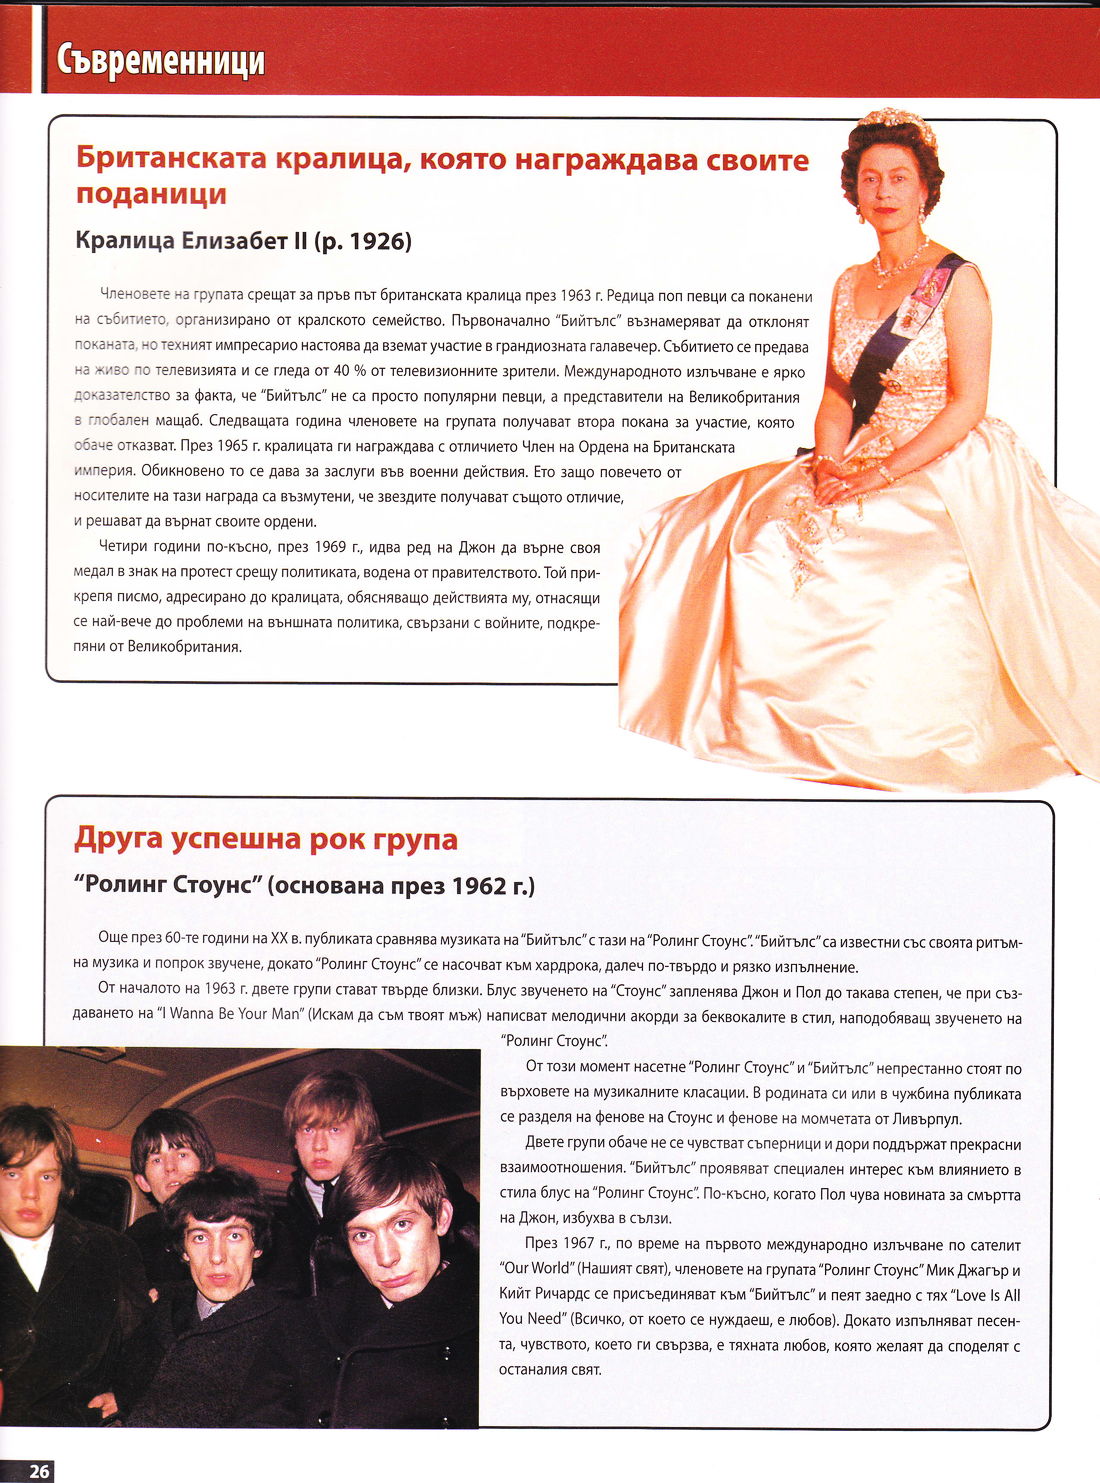 Съвременници
Британската кралица, която награждава своите
поданици
Кралица Елизабет II (р. 1926)
Членовете на групата срещат за пръв път британската кралица през 1963 г. Редица поп певци са поканени
на събитието, организирано от кралското семейство. Първоначално “Бийтълс” възнамеряват да отклонят
поканата, но техният импресарио настоява да вземат участие в грандиозната галавечер. Събитието се предава
на живо по телевизията и се гледа от 40 % от телевизионните зрители. Международното излъчване е ярко
доказателство за факта, че “Бийтълс” не са просто популярни певци, а представители на Великобритания
в глобален мащаб. Следващата година членовете на групата получават втора покана за участие, която
обаче отказват. През 1965 г. кралицата ги награждава с отличието Член на Ордена на Британската
империя. Обикновено то се дава за заслуги във военни действия. Ето защо повечето от
носителите на тази награда са възмутени, че звездите получават същото отличие,
и решават да върнат своите ордени.
Четири години по-късно, през 1969 г., идва ред на Джон да върне своя
медал в знак на протест срещу политиката, водена от правителството. Той при-
крепя писмо, адресирано до кралицата, обясняващо действията му, отнасящи
се най-вече до проблеми на външната политика, свързани с войните, подкре-
пяни от Великобритания.
Друга успешна рок група
“Ролинг Стоунс” (основана през 1962 г.)
Още през 60-те години на XX в. публиката сравнява музиката на “Бийтълс” с тази на “Ролинг Стоунс”. “Бийтълс” са известни със своята ритъм-
на музика и попрок звучене, докато “Ролинг Стоунс” се насочват към хардрока, далеч по-твърдо и рязко изпълнение.
От началото на 1963 г. двете групи стават твърде близки. Блус звученето на “Стоунс” запленява Джон и Пол до такава степен, че при съз-
даването на “I Wanna Be Your Man” (Искам да съм твоят мъж) написват мелодични акорди за беквокалите в стил, наподобяващ звученето на
“Ролинг Стоунс”.
От този момент насетне “Ролинг Стоунс” и “Бийтълс” непрестанно стоят по
върховете на музикалните класации. В родината си или в чужбина публиката
се разделя на фенове на Стоунс и фенове на момчетата от Ливърпул.
Двете групи обаче не се чувстват съперници и дори поддържат прекрасни
взаимоотношения. “Бийтълс” проявяват специален интерес към влиянието в
стила блус на “Ролинг Стоунс”. По-късно, когато Пол чува новината за смъртта
на Джон, избухва в сълзи.
През 1967 г., по време на първото международно излъчване по сателит
“Our World” (Нашият свят), членовете на групата “Ролинг Стоунс” Мик Джагър и
Кийт Ричардс се присъединяват към “Бийтълс” и пеят заедно с тях “Love Is All
You Need” (Всичко, от което се нуждаеш, е любов). Докато изпълняват песен-
та, чувството, което ги свързва, е тяхната любов, която желаят да споделят с
останалия свят.
26